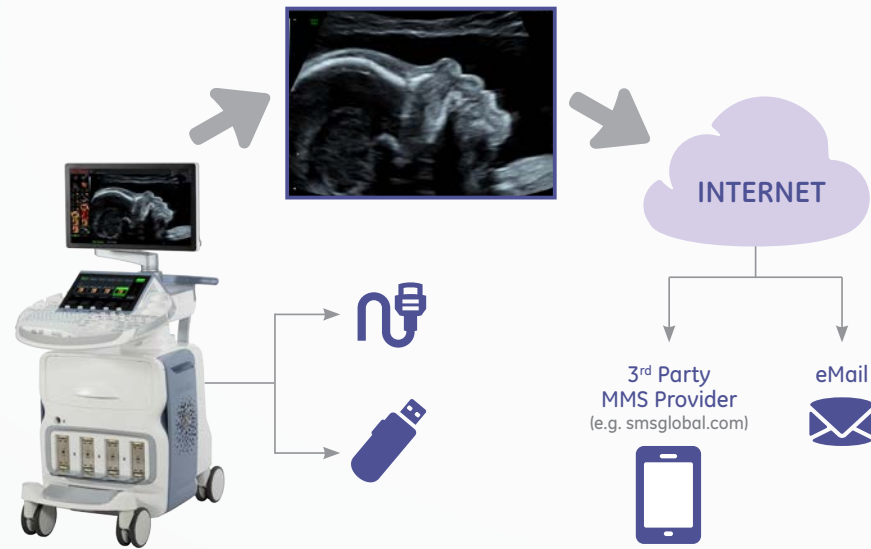 INTERNET
3rd Party
MMS Provider
(e.g. smsglobal.com)
eMail